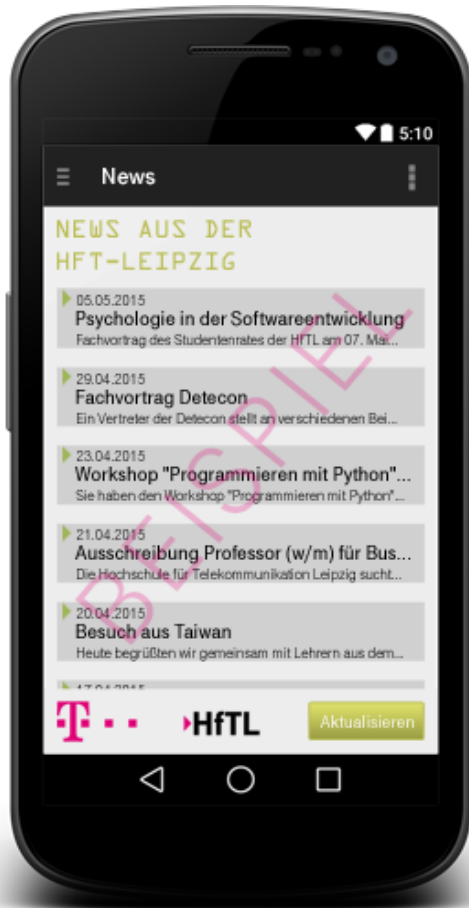 5:10
News
NEWS AUS DER
HFT-LEIPZIG
05.05.2015
Psychologie in der Softwareentwicklung
Fachvortrag des Studentenrates der HfTL am 07. Mai...
29.04.2015
Fachvortrag Detecon
Ein Vertreter der Detecon stellt an verschiedenen Bei...
23.04.2015
Workshop "Programmieren mit Python"...
Sie haben den Workshop "Programmieren mit Python"...
21.04.2015
Ausschreibung Professor (w/m) für Bus...
Die Hochschule für Telekommunikation Leipzig sucht...
20.04.2015
Besuch aus Taiwan
Heute begrüßten wir gemeinsam mit Lehrern aus dem...
17.04.2015
BEISPIEL
T
HfTL
Aktualisieren